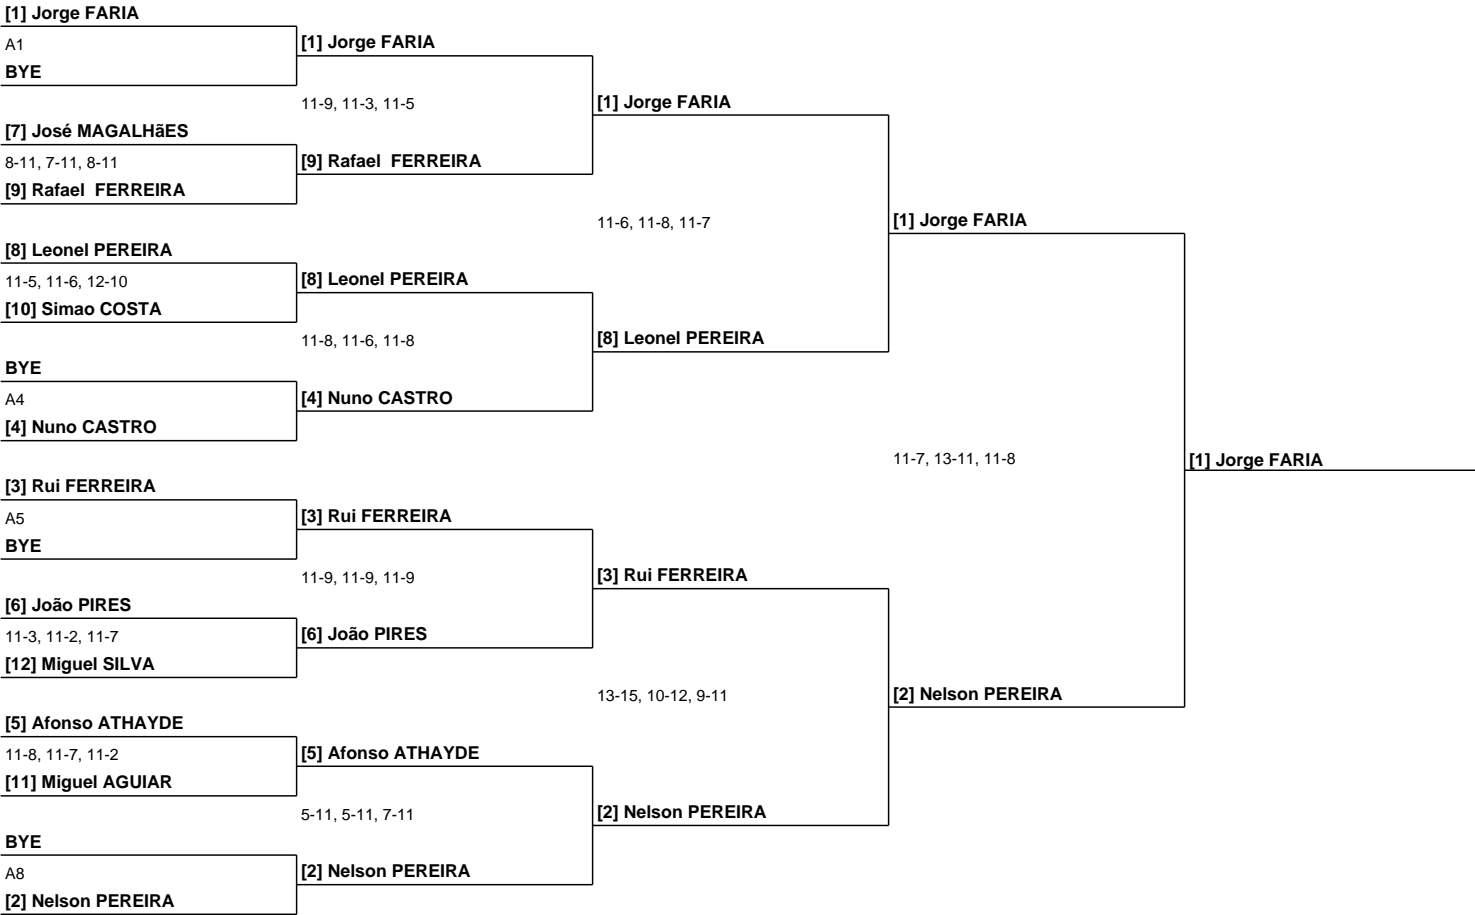 [1] Jorge FARIA
A1
BYE
[7] José MAGALHãES
8-11, 7-11, 8-11
[9] Rafael  FERREIRA
[8] Leonel PEREIRA
11-5, 11-6, 12-10
[10] Simao COSTA
BYE
A4
[4] Nuno CASTRO
[3] Rui FERREIRA
A5
BYE
[6] João PIRES
11-3, 11-2, 11-7
[12] Miguel SILVA
[5] Afonso ATHAYDE
11-8, 11-7, 11-2
[11] Miguel AGUIAR
BYE
A8
[2] Nelson PEREIRA
[1] Jorge FARIA
11-9, 11-3, 11-5
[9] Rafael  FERREIRA
[8] Leonel PEREIRA
11-8, 11-6, 11-8
[4] Nuno CASTRO
[3] Rui FERREIRA
11-9, 11-9, 11-9
[6] João PIRES
[5] Afonso ATHAYDE
5-11, 5-11, 7-11
[2] Nelson PEREIRA
[1] Jorge FARIA
11-6, 11-8, 11-7
[8] Leonel PEREIRA
[3] Rui FERREIRA
13-15, 10-12, 9-11
[2] Nelson PEREIRA
[1] Jorge FARIA
11-7, 13-11, 11-8
[2] Nelson PEREIRA
[1] Jorge FARIA